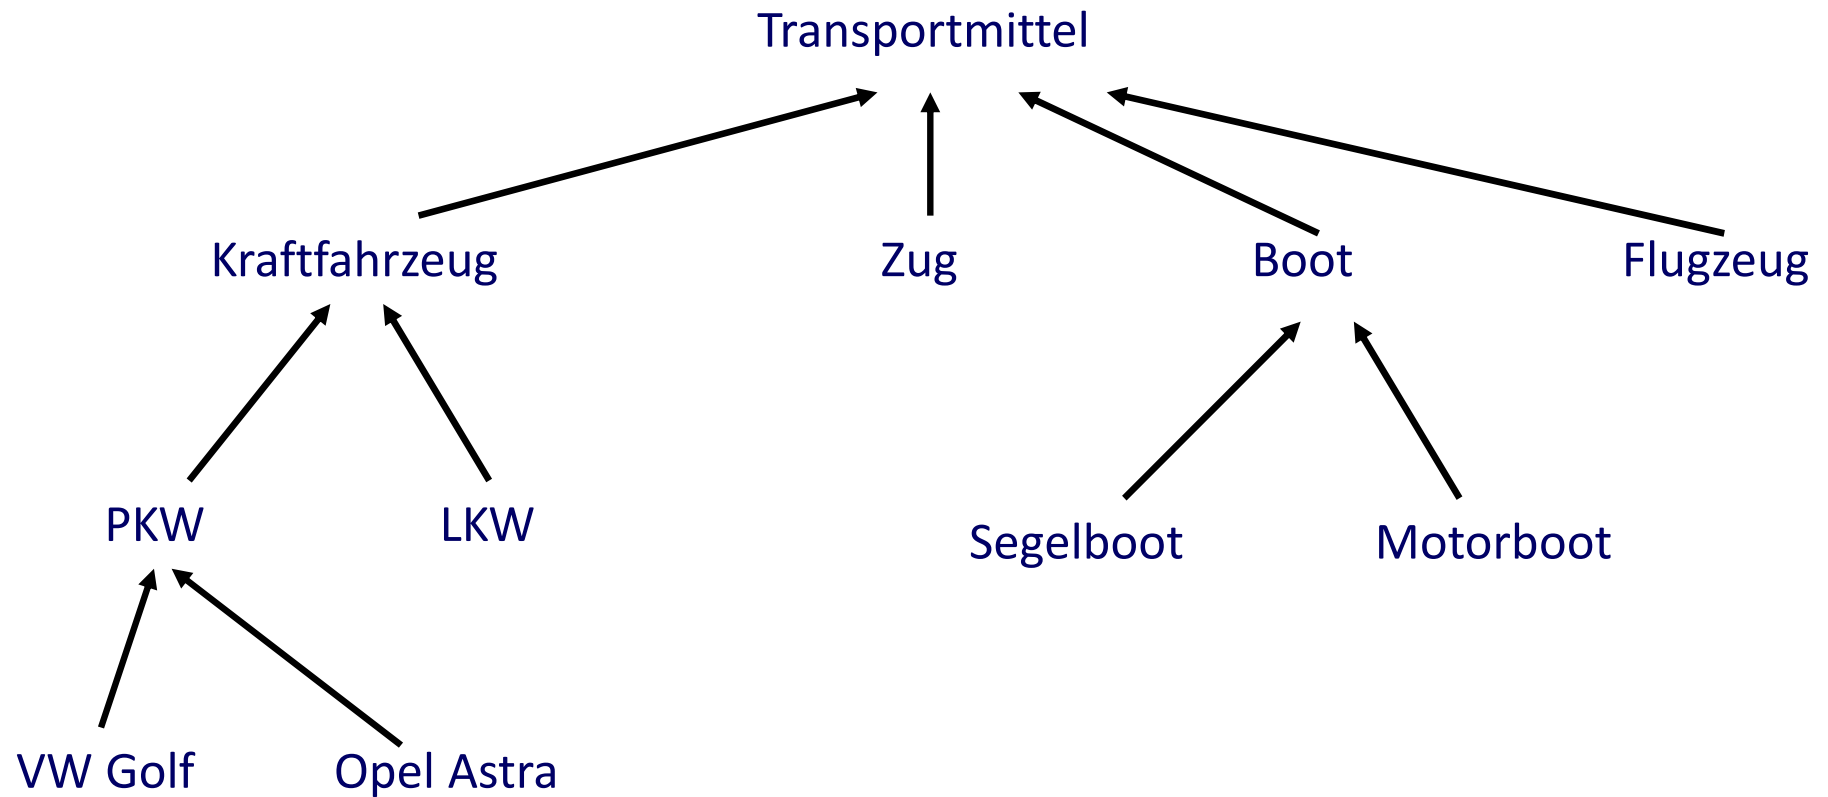 Transportmittel
Kraftfahrzeug
Zug
Boot
Flugzeug
PKW
LKW
Segelboot
Motorboot
VW Golf
Opel Astra